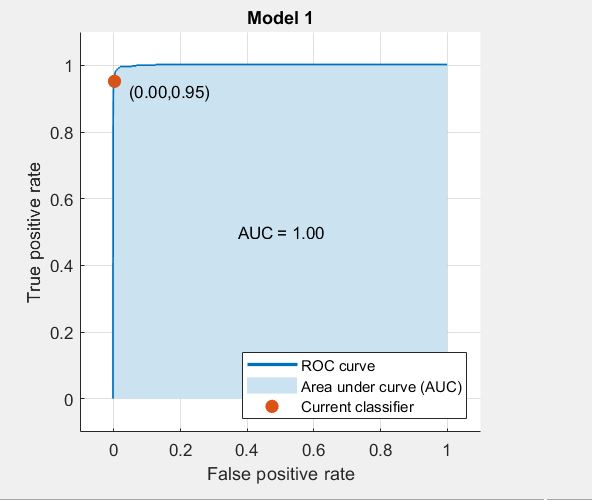 Model 1
1
0.8
0.6
0.4
0.2
0
True positive rate
(0.00,0.95)
AUC = 1.00
ROC curve
Area under curve (AUC)
Current classifier
0 0.2 0.4 0.6 0.8 1
False positive rate